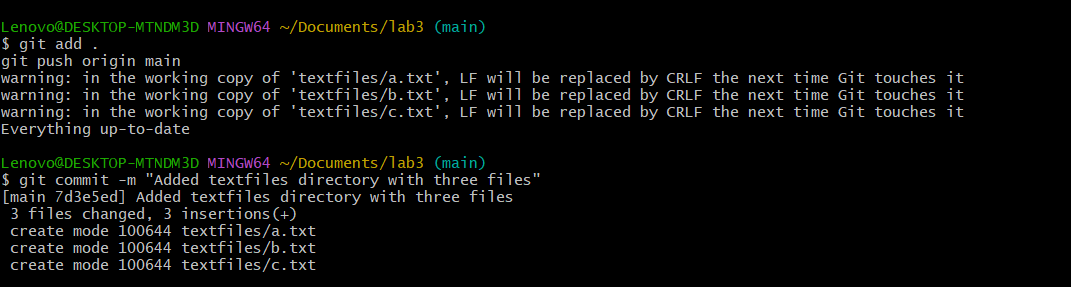 Lenovo@DESKTOP-MTNDM3D MINGW64 ~/Documents/lab3 (main)
$ git add .
git push origin main
warning: in the working copy of 'textfiles/a.txt', LF will be replaced by CRLF the next time Git touches it
warning: in the working copy of 'textfiles/b.txt', LF will be replaced by CRLF the next time Git touches it
warning: in the working copy of 'textfiles/c.txt', LF will be replaced by CRLF the next time Git touches it
Everything up-to-date
Lenovo@DESKTOP-MTNDM3D MINGW64 ~/Documents/lab3 (main)
$ git commit -m "Added textfiles directory with three files"
[main 7d3e5ed] Added textfiles directory with three files
 3 files changed, 3 insertions(+)
 create mode 100644 textfiles/a.txt
 create mode 100644 textfiles/b.txt
 create mode 100644 textfiles/c.txt